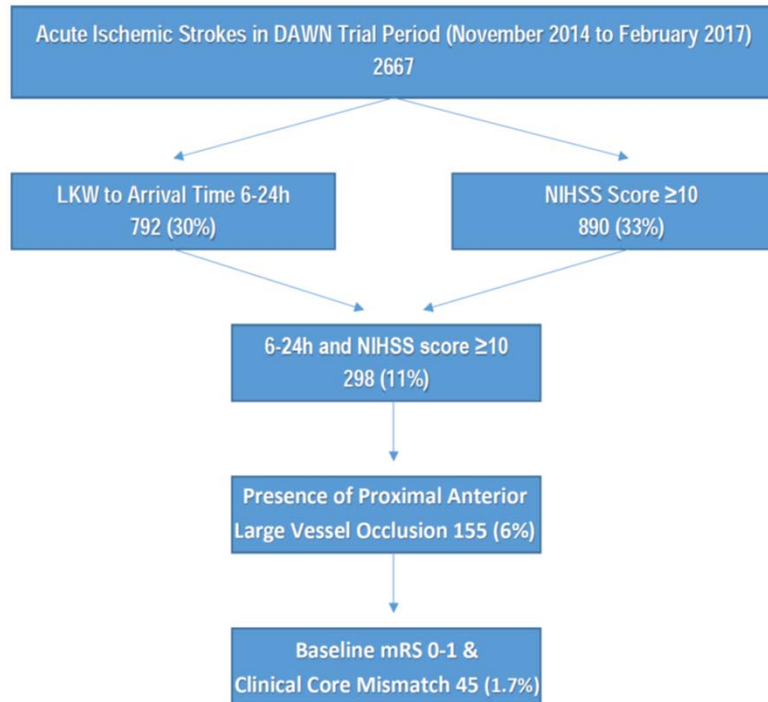 Acute Ischemic Strokes in DAWN Trial Period (November 2014 to February 2017)
2667
LKW to Arrival Time 6-24h
792 (30%)
NIHSS Score ≥10
890 (33%)
6-24h and NIHSS score ≥10
298 (11%)
Presence of Proximal Anterior
Large Vessel Occlusion 155 (6%)
Baseline mRS 0-1 &
Clinical Core Mismatch 45 (1.7%)